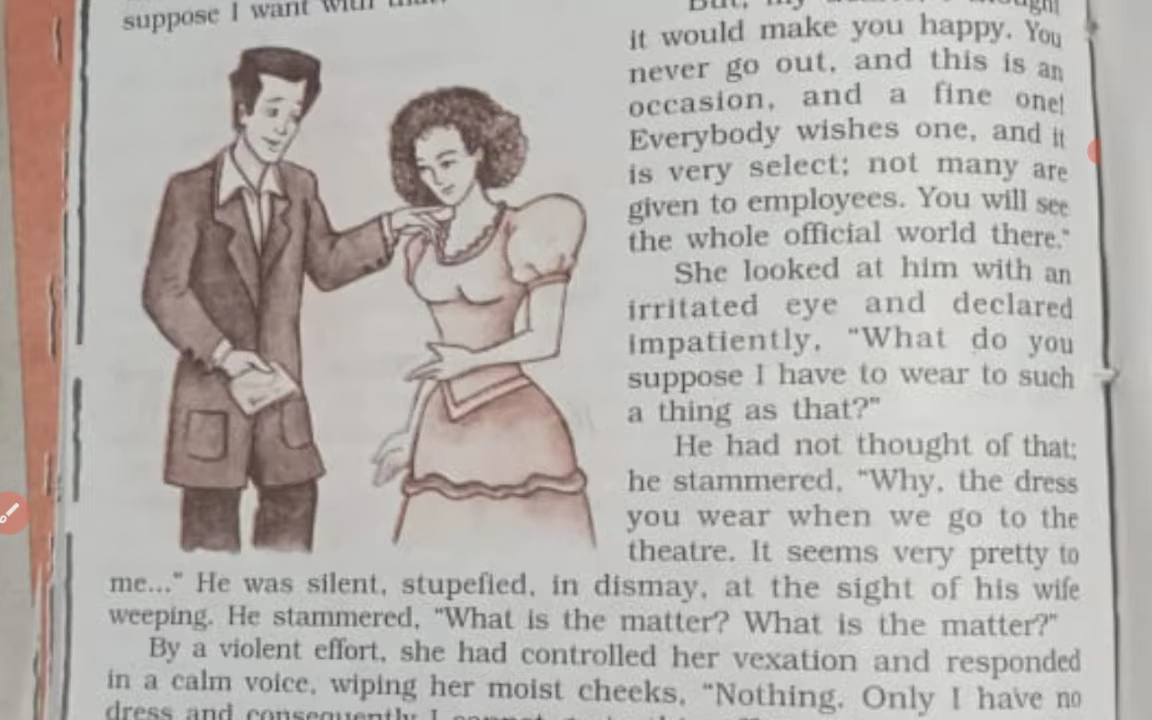 suppose I want with that
But, my
it would make you happy. You
never go out, and this is an
occasion, and a fine one!
Everybody wishes one, and it
is very select; not many are
given to employees. You will see
the whole official world there."
She looked at him with an
irritated eye and declared
impatiently, "What do you
suppose I have to wear to such
a thing as that?"
He had not thought of that;
he stammered, "Why, the dress
you wear when we go to the
theatre. It seems very pretty to
me..." He was silent, stupefied, in dismay, at the sight of his wife
weeping. He stammered, "What is the matter? What is the matter?"
By a violent effort, she had controlled her vexation and responded
in a calm voice, wiping her moist cheeks, "Nothing. Only I have no
dress and consequently I